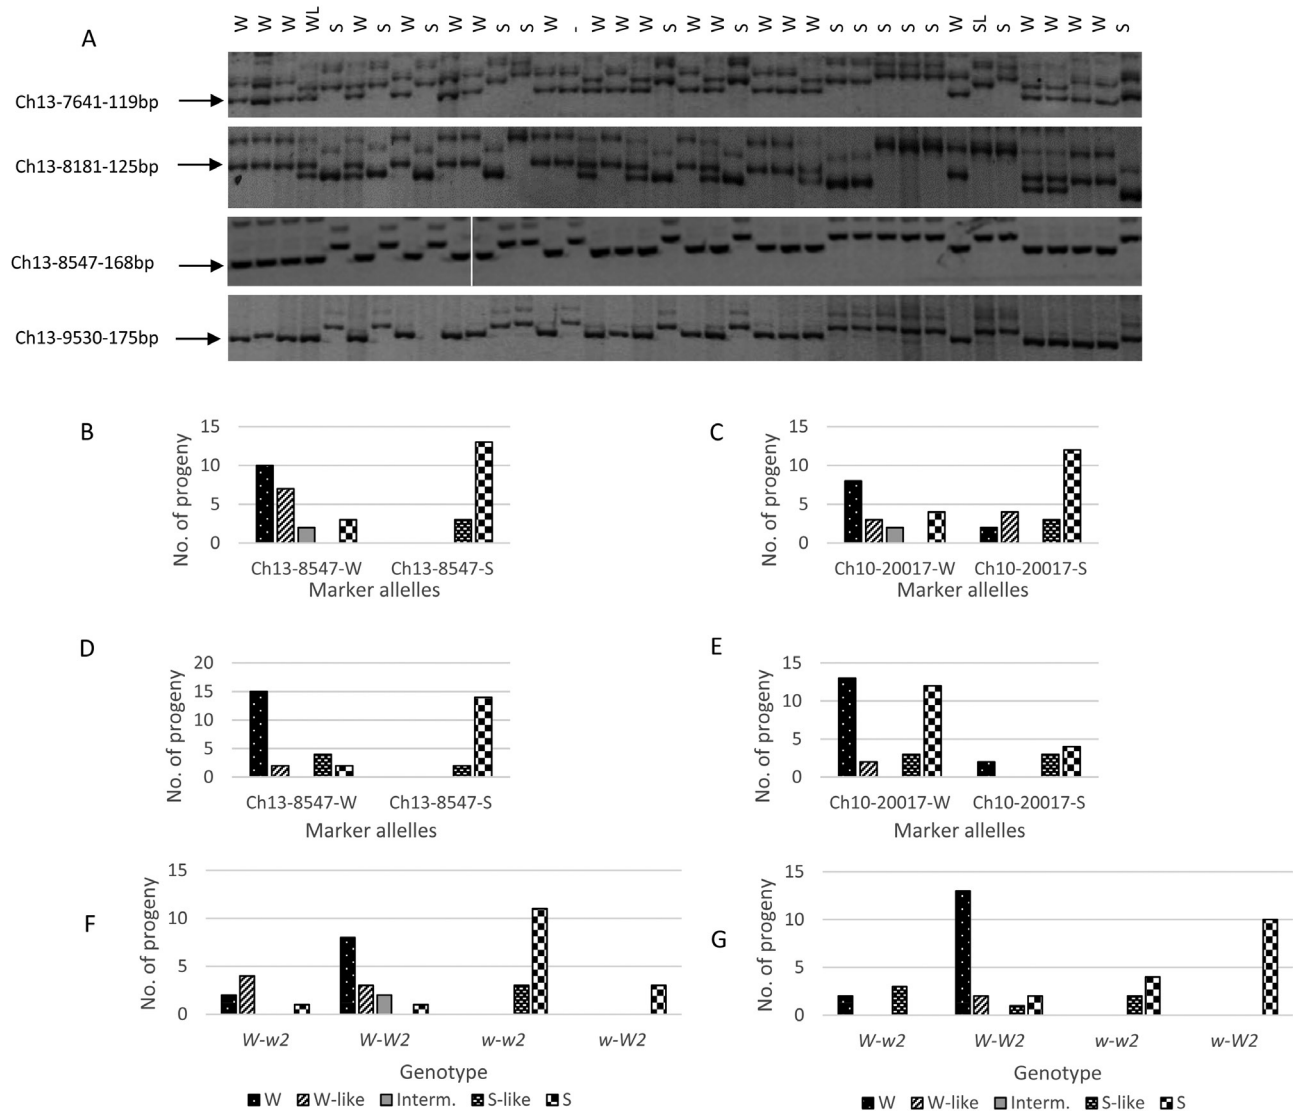 A
W W W WL S W S W S W W S S W - W W W S W W S W W W S S S S S W SL S W W W W S
Ch13-7641-119bp
Ch13-8181-125bp
Ch13-8547-168bp
Ch13-9530-175bp
B
No. of progeny
15
10
5
0
Ch13-8547-W Ch13-8547-S
Marker alleles
C
No. of progeny
15
10
5
0
Ch10-20017-W Ch10-20017-S
Marker alleles
D
No. of progeny
20
15
10
5
0
Ch13-8547-W Ch13-8547-S
Marker alleles
E
No. of progeny
15
10
5
0
Ch10-20017-W Ch10-20017-S
Marker alleles
F
No. of progeny
15
10
5
0
W-w2 W-W2 w-w2 w-W2
Genotype
W W-like Interm. S-like S
G
No. of progeny
15
10
5
0
W-w2 W-W2 w-w2 w-W2
Genotype
W W-like Interm. S-like S